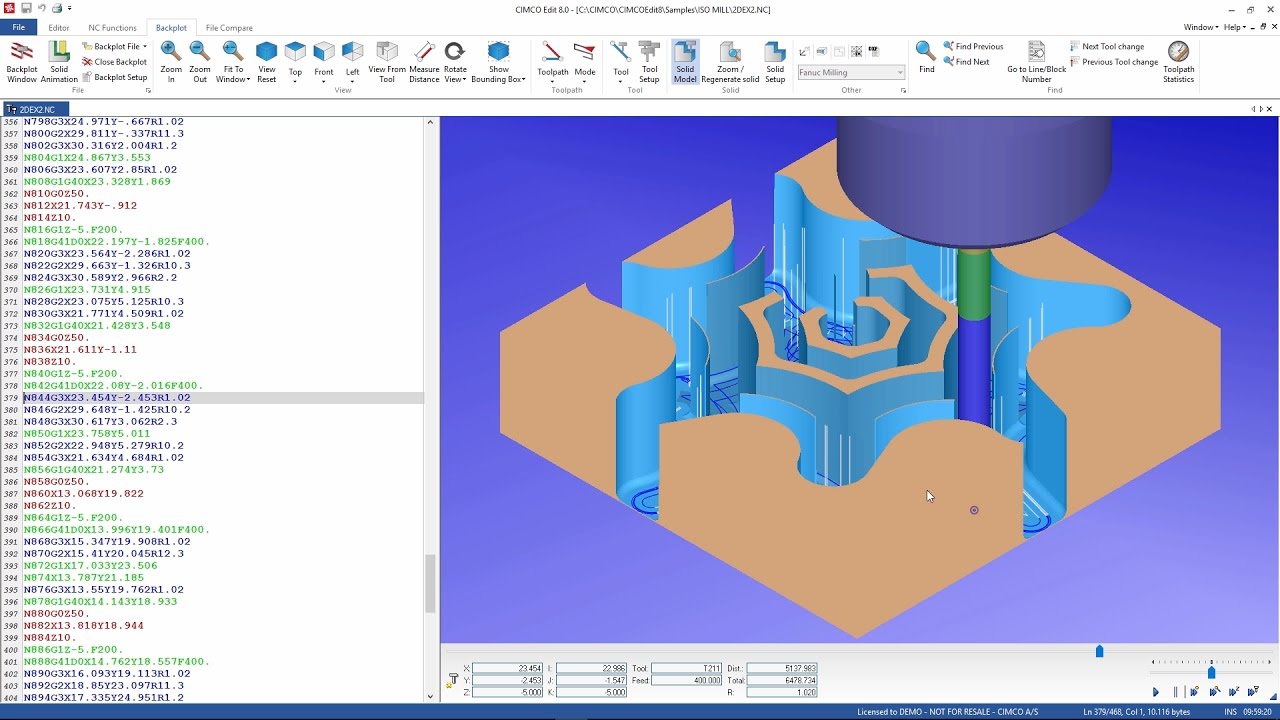 CIMCO Edit 8.0 - [C:\CIMCO\CIMCOEdit8\Samples\ISO MILL\2DEX2.NC]
File Editor NC Functions Backplot File Compare Window Help
Backplot Window
Solid Animation
Backplot File
Close Backplot
Backplot Setup
File
Zoom In
Zoom Out
Fit To Window
View Reset
Top
Front
Left
View From Tool
Measure Distance
Rotate View
Show Bounding Box
View
Toolpath
Mode
Toolpath
Tool
Tool Setup
Tool
Solid Model
Zoom / Regenerate solid
Solid Setup
Solid
Fanuc Milling
Other
Find
Find Previous
Find Next
Go to Line/Block Number
Next Tool change
Previous Tool change
Find
Toolpath Statistics
2DEX2.NC
356 N798G3X24.971Y-.667R1.02
357 N800G2X29.811Y-.337R11.3
358 N802G3X30.316Y2.004R1.2
359 N804G1X24.867Y3.553
360 N806G3X23.607Y2.85R1.02
361 N808G1G40X23.328Y1.869
362 N810G0Z50.
363 N812X21.743Y-.912
364 N814Z10.
365 N816G1Z-5.F200.
366 N818G41D0X22.197Y-1.825F400.
367 N820G3X23.564Y-2.286R1.02
368 N822G2X29.663Y-1.326R10.3
369 N824G3X30.589Y2.966R2.2
370 N826G1X23.731Y4.915
371 N828G2X23.075Y5.125R10.3
372 N830G3X21.771Y4.509R1.02
373 N832G1G40X21.428Y3.548
374 N834G0Z50.
375 N836X21.611Y-1.11
376 N838Z10.
377 N840G1Z-5.F200.
378 N842G41D0X22.08Y-2.016F400.
379 N844G3X23.454Y-2.453R1.02
380 N846G2X29.648Y-1.425R10.2
381 N848G3X30.617Y3.062R2.3
382 N850G1X23.758Y5.011
383 N852G2X22.948Y5.279R10.2
384 N854G3X21.634Y4.684R1.02
385 N856G1G40X21.274Y3.73
386 N858G0Z50.
387 N860X13.068Y19.822
388 N862Z10.
389 N864G1Z-5.F200.
390 N866G41D0X13.996Y19.401F400.
391 N868G3X15.347Y19.908R1.02
392 N870G2X15.41Y20.045R12.3
393 N872G1X17.033Y23.506
394 N874X13.787Y21.185
395 N876G3X13.55Y19.762R1.02
396 N878G1G40X14.143Y18.933
397 N880G0Z50.
398 N882X13.818Y18.944
399 N884Z10.
400 N886G1Z-5.F200.
401 N888G41D0X14.762Y18.557F400.
402 N890G3X16.093Y19.113R1.02
403 N892G2X18.85Y23.097R11.3
404 N894G3X17.335Y24.951R1.2
X: 23.454 I: 22.986 Tool: T211 Dist.: 5137.983
Y: -2.453 J: -1.547 Feed: 400.000 Total: 6478.734
Z: -5.000 K: -5.000 R: 1.020
Licensed to DEMO - NOT FOR RESALE - CIMCO A/S Ln 379/468, Col 1, 10.116 bytes INS 09:59:20